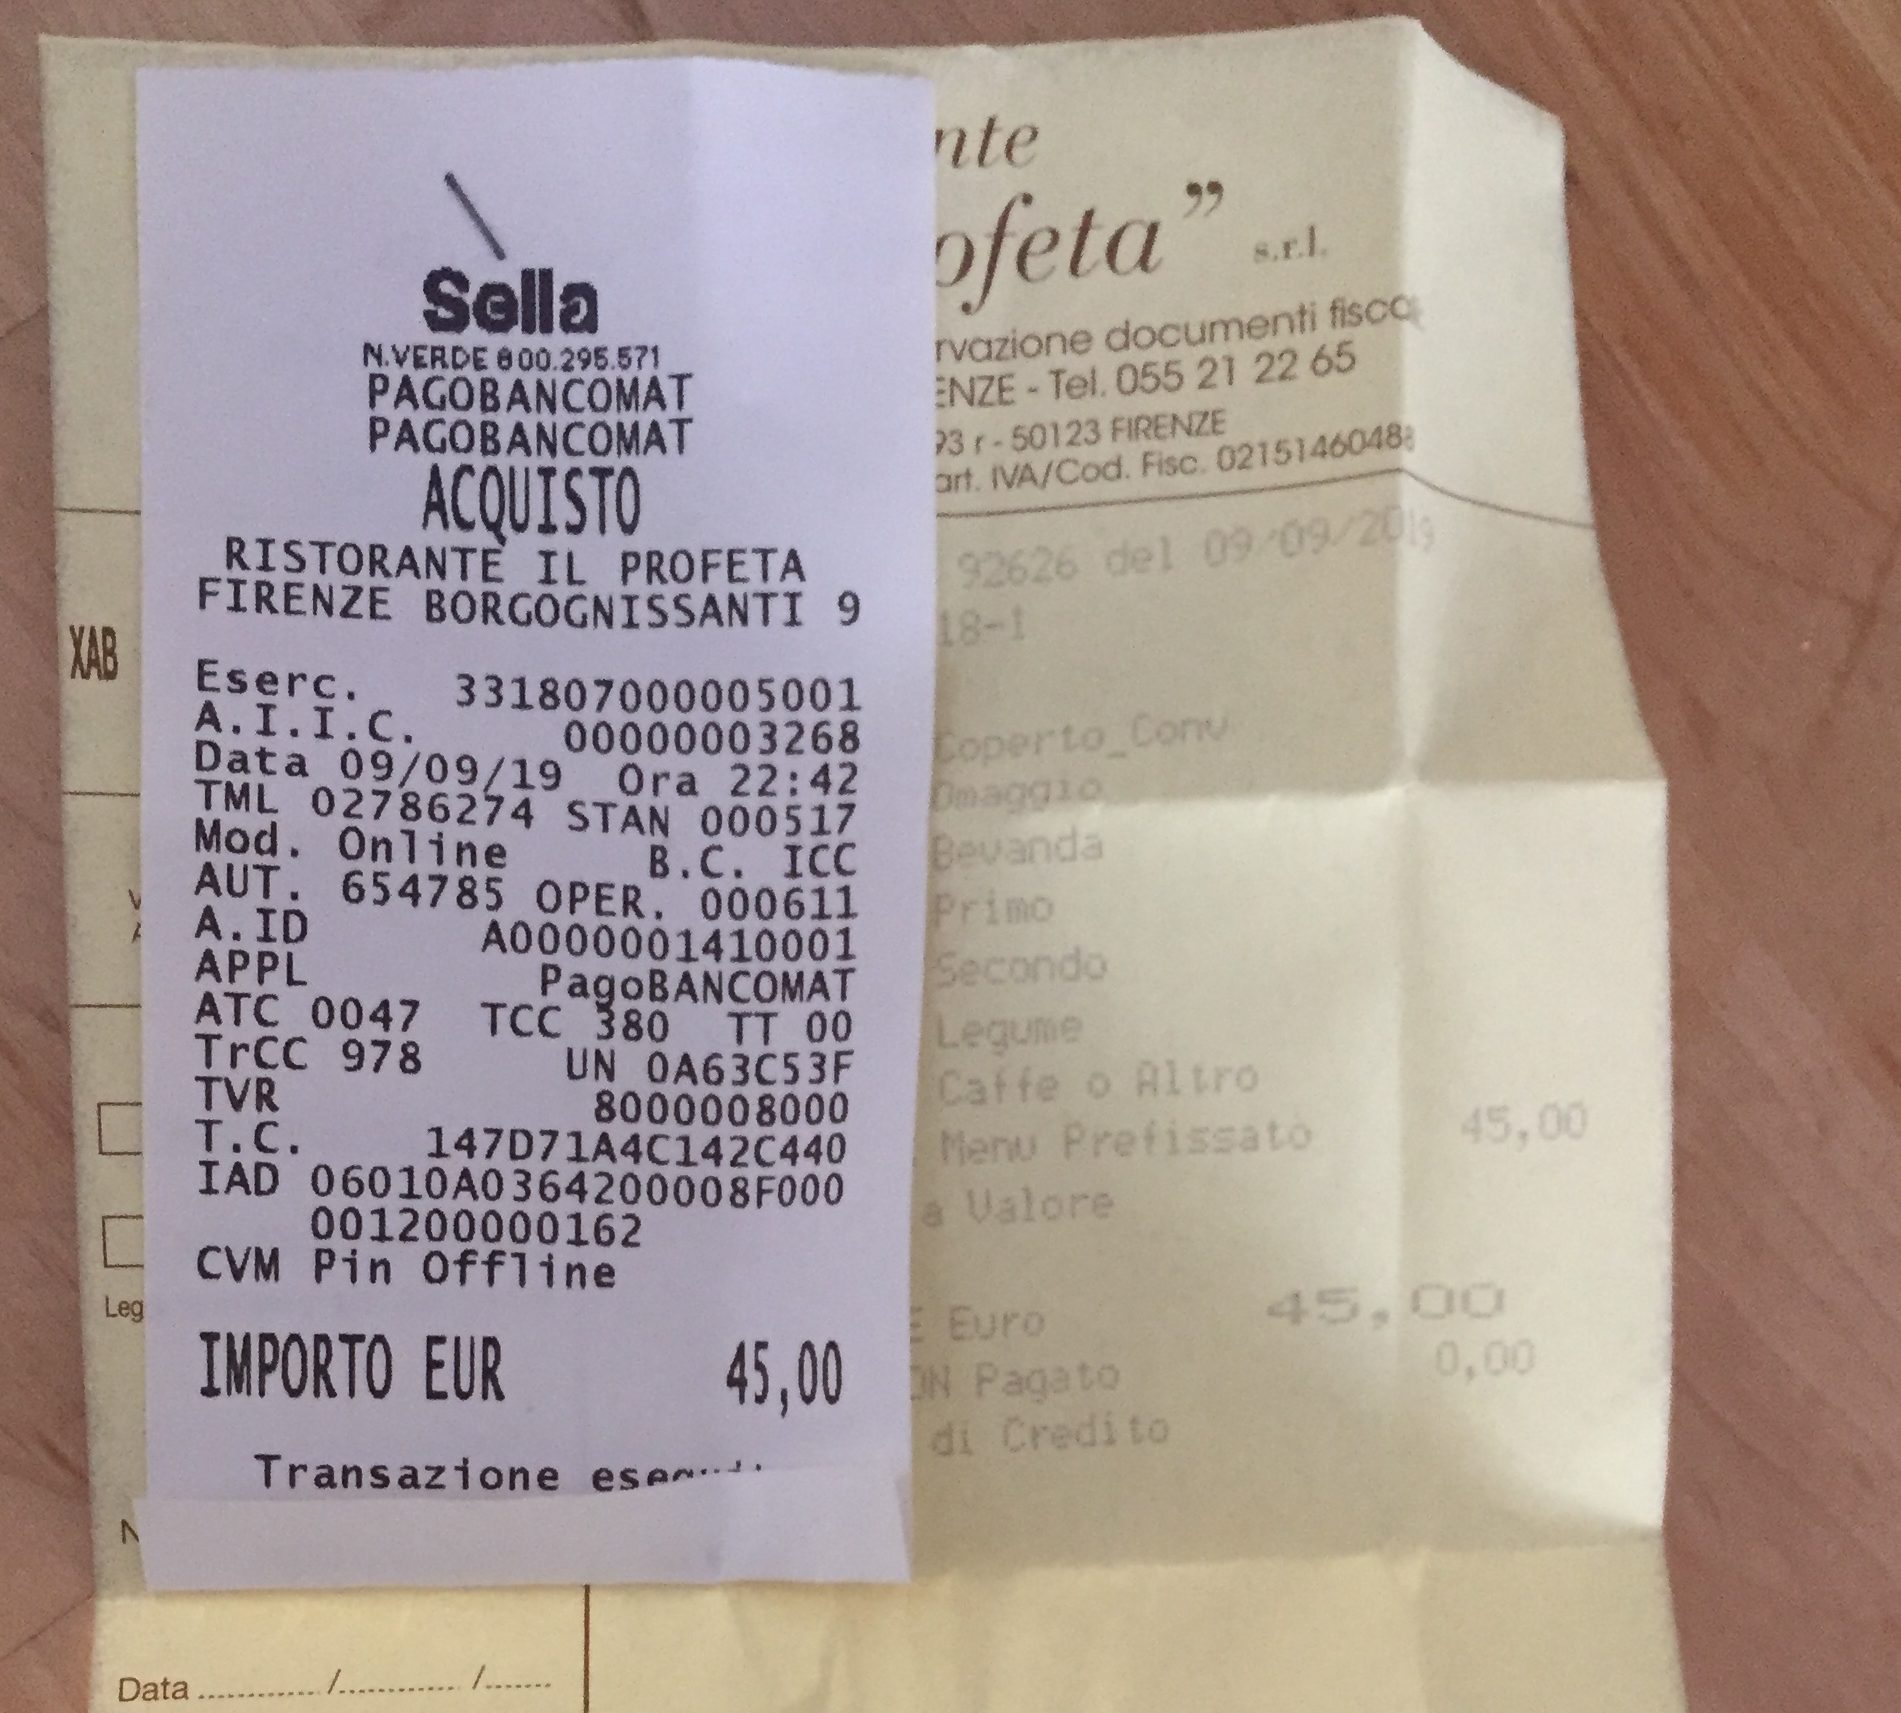 Sella
N.VERDE 800.295.571
PAGOBANCOMAT
PAGOBANCOMAT
ACQUISTO
RISTORANTE IL PROFETA
FIRENZE BORGOGNISSANTI 9
Eserc. 331807000005001
A.I.I.C. 00000003268
Data 09/09/19 Ora 22:42
TML 02786274 STAN 000517
Mod. Online B.C. ICC
AUT. 654785 OPER. 000611
A.ID A0000001410001
APPL PagoBANCOMAT
ATC 0047 TCC 380 TT 00
TrCC 978 UN 0A63C53F
TVR 8000008000
T.C. 147D71A4C142C440
IAD 06010A0364200008F000
001200000162
CVM Pin Offline
IMPORTO EUR 45,00
Transazione
nte
ofeta” s.r.l.
rvazione documenti fisca
ENZE - Tel. 055 21 22 65
93 r - 50123 FIRENZE
art. IVA/Cod. Fisc. 02151460488
92626 del 09/09/2019
18-1
Coperto_Conv
Omaggio
Bevanda
Primo
Secondo
Legume
Caffe o Altro
Menu Prefissato 45,00
a Valore
E Euro 45,00
ON Pagato 0,00
di Credito
XAB
Leg
N
Data ............/............/.......